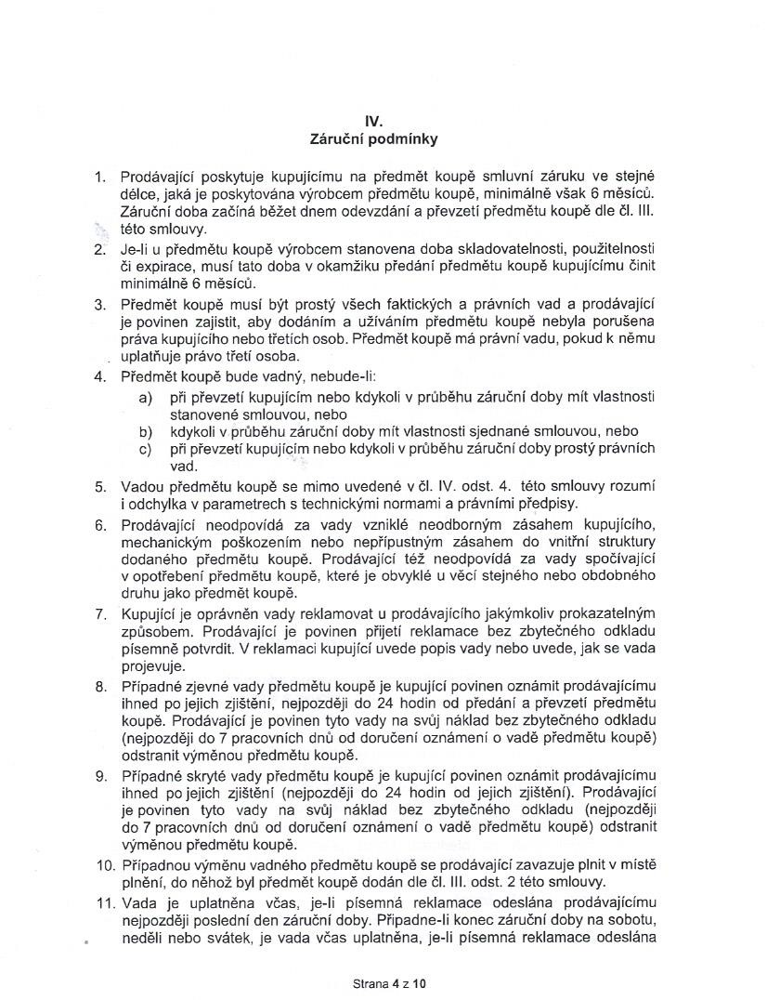 IV.
Záruční podmínky
1. Prodávající poskytuje kupujícímu na předmět koupě smluvní záruku ve stejné
délce, jaká je poskytována výrobcem předmětu koupě, minimálně však 6 měsíců.
Záruční doba začíná běžet dnem odevzdání a převzetí předmětu koupě dle čl. III.
této smlouvy.
2. Je-li u předmětu koupě výrobcem stanovena doba skladovatelnosti, použitelnosti
či expirace, musí tato doba v okamžiku předání předmětu koupě kupujícímu činit
minimálně 6 měsíců.
3. Předmět koupě musí být prostý všech faktických a právních vad a prodávající
je povinen zajistit, aby dodáním a užíváním předmětu koupě nebyla porušena
práva kupujícího nebo třetích osob. Předmět koupě má právní vadu, pokud k němu
uplatňuje právo třetí osoba.
4. Předmět koupě bude vadný, nebude-li:
a) při převzetí kupujícím nebo kdykoli v průběhu záruční doby mít vlastnosti
stanovené smlouvou, nebo
b) kdykoli v průběhu záruční doby mít vlastnosti sjednané smlouvou, nebo
c) při převzetí kupujícím nebo kdykoli v průběhu záruční doby prostý právních
vad.
5. Vadou předmětu koupě se mimo uvedené v čl. IV. odst. 4. této smlouvy rozumí
i odchylka v parametrech s technickými normami a právními předpisy.
6. Prodávající neodpovídá za vady vzniklé neodborným zásahem kupujícího,
mechanickým poškozením nebo nepřípustným zásahem do vnitřní struktury
dodaného předmětu koupě. Prodávající též neodpovídá za vady spočívající
v opotřebení předmětu koupě, které je obvyklé u věcí stejného nebo obdobného
druhu jako předmět koupě.
7. Kupující je oprávněn vady reklamovat u prodávajícího jakýmkoliv prokazatelným
způsobem. Prodávající je povinen přijetí reklamace bez zbytečného odkladu
písemně potvrdit. V reklamaci kupující uvede popis vady nebo uvede, jak se vada
projevuje.
8. Případné zjevné vady předmětu koupě je kupující povinen oznámit prodávajícímu
ihned po jejich zjištění, nejpozději do 24 hodin od předání a převzetí předmětu
koupě. Prodávající je povinen tyto vady na svůj náklad bez zbytečného odkladu
(nejpozději do 7 pracovních dnů od doručení oznámení o vadě předmětu koupě)
odstranit výměnou předmětu koupě.
9. Případné skryté vady předmětu koupě je kupující povinen oznámit prodávajícímu
ihned po jejich zjištění (nejpozději do 24 hodin od jejich zjištění). Prodávající
je povinen tyto vady na svůj náklad bez zbytečného odkladu (nejpozději
do 7 pracovních dnů od doručení oznámení o vadě předmětu koupě) odstranit
výměnou předmětu koupě.
10. Případnou výměnu vadného předmětu koupě se prodávající zavazuje plnit v místě
plnění, do něhož byl předmět koupě dodán dle čl. III. odst. 2 této smlouvy.
11. Vada je uplatněna včas, je-li písemná reklamace odeslána prodávajícímu
nejpozději poslední den záruční doby. Připadne-li konec záruční doby na sobotu,
neděli nebo svátek, je vada včas uplatněna, je-li písemná reklamace odeslána
Strana 4 z 10